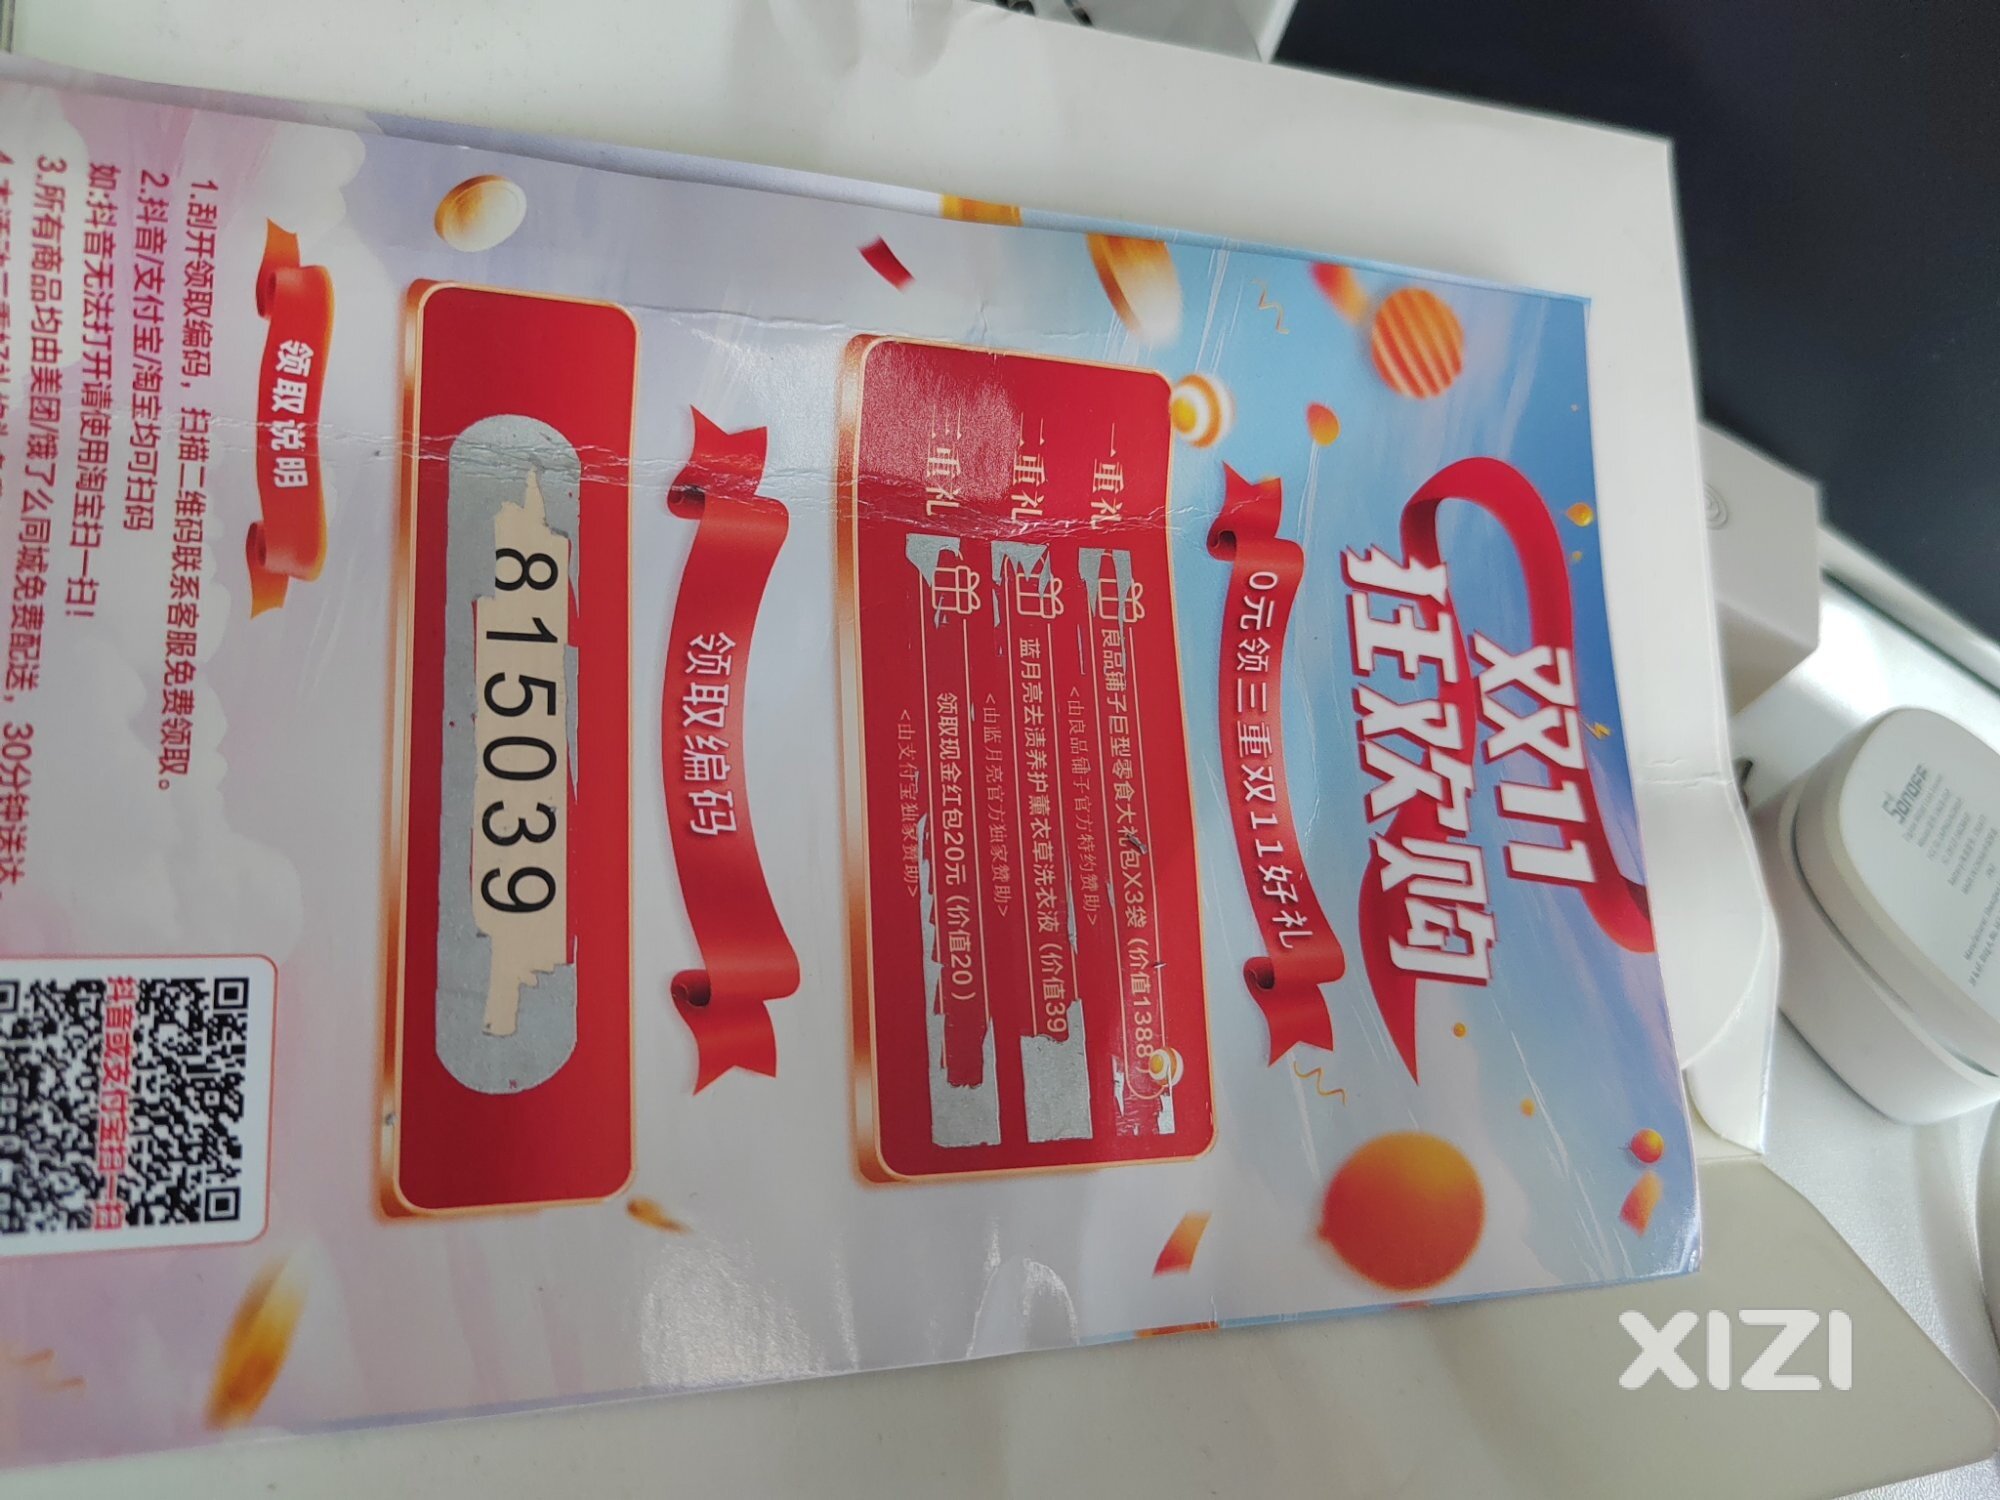 双11
狂欢购
0元领三重双11好礼
一重礼
良品铺子巨型零食大礼包X3袋（价值1388）
<由良品铺子官方特约赞助>
二重礼
蓝月亮去渍养护薰衣草洗衣液（价值39
<由蓝月亮官方独家赞助>
三重礼
领取现金红包20元（价值20）
<由支付宝独家赞助>
领取编码
815039
领取说明
1.刮开领取编码，扫描二维码联系客服免费领取。
2.抖音/支付宝/淘宝均可扫码
如:抖音无法打开请使用淘宝扫一扫!
3.所有商品均由美团/饿了么同城免费配送，30分钟送达。
抖音或支付宝扫一扫
XIZI